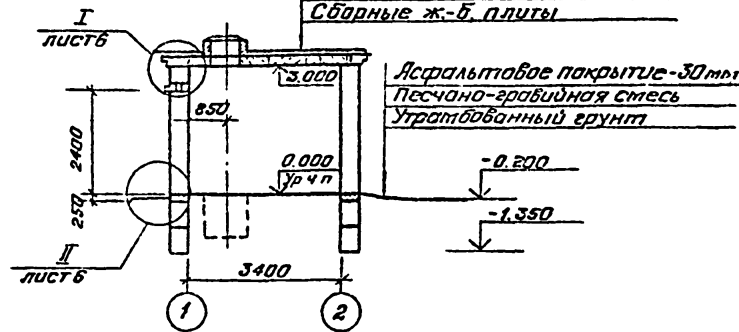 Сборные ж.-б. плиты
I
лист 6
3.000
Асфальтовое покрытие-30мм
Песчано-гравийная смесь
Утрамбованный грунт
850
2400
0.000
Ур ч п
-0.200
250
-1.350
II
лист 6
3400
1
2